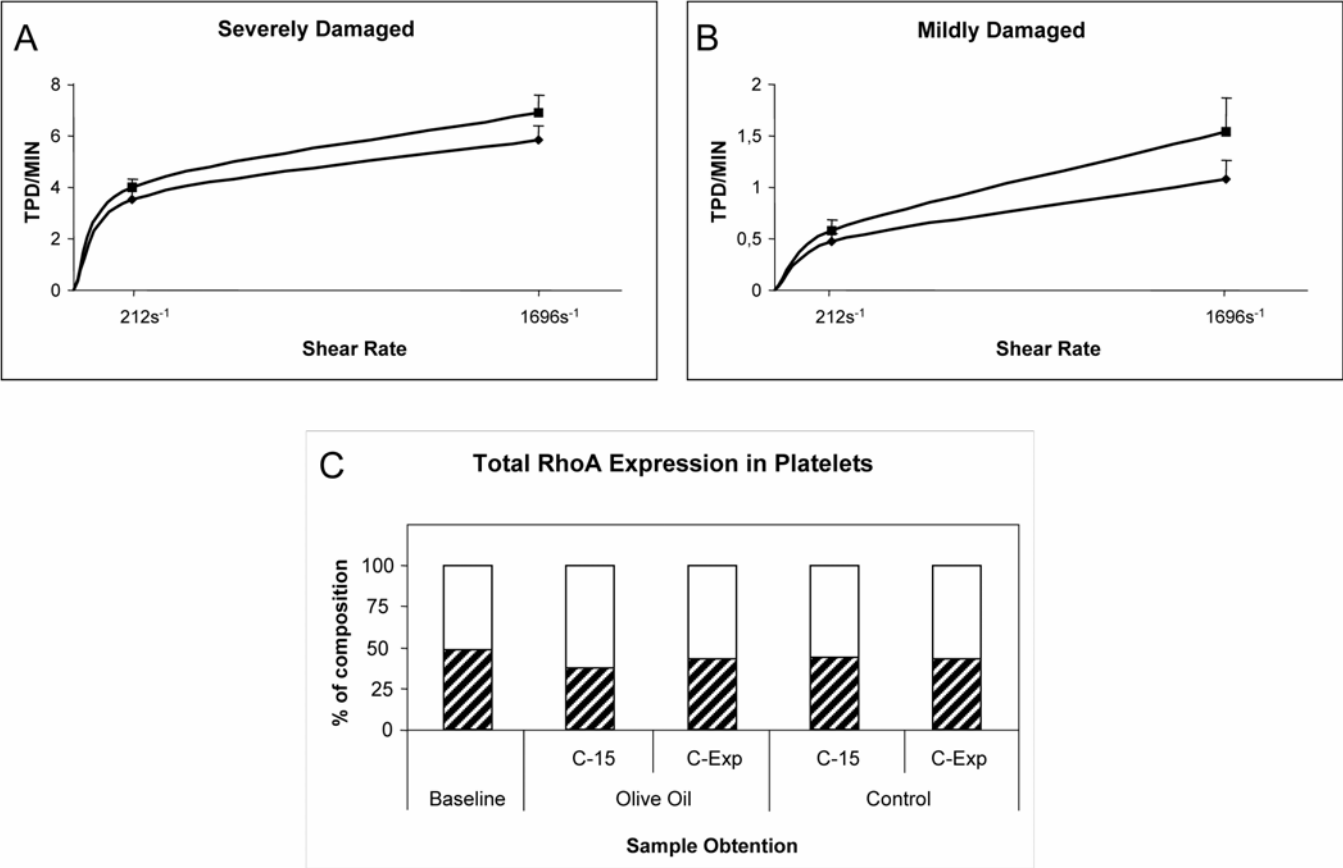 A
Severely Damaged
8
6
4
2
0
TPD/MIN
212s⁻¹
1696s⁻¹
Shear Rate
B
Mildly Damaged
2
1,5
1
0,5
0
TPD/MIN
212s⁻¹
1696s⁻¹
Shear Rate
C
Total RhoA Expression in Platelets
% of composition
100
75
50
25
0
C-15
C-Exp
C-15
C-Exp
Baseline
Olive Oil
Control
Sample Obtention